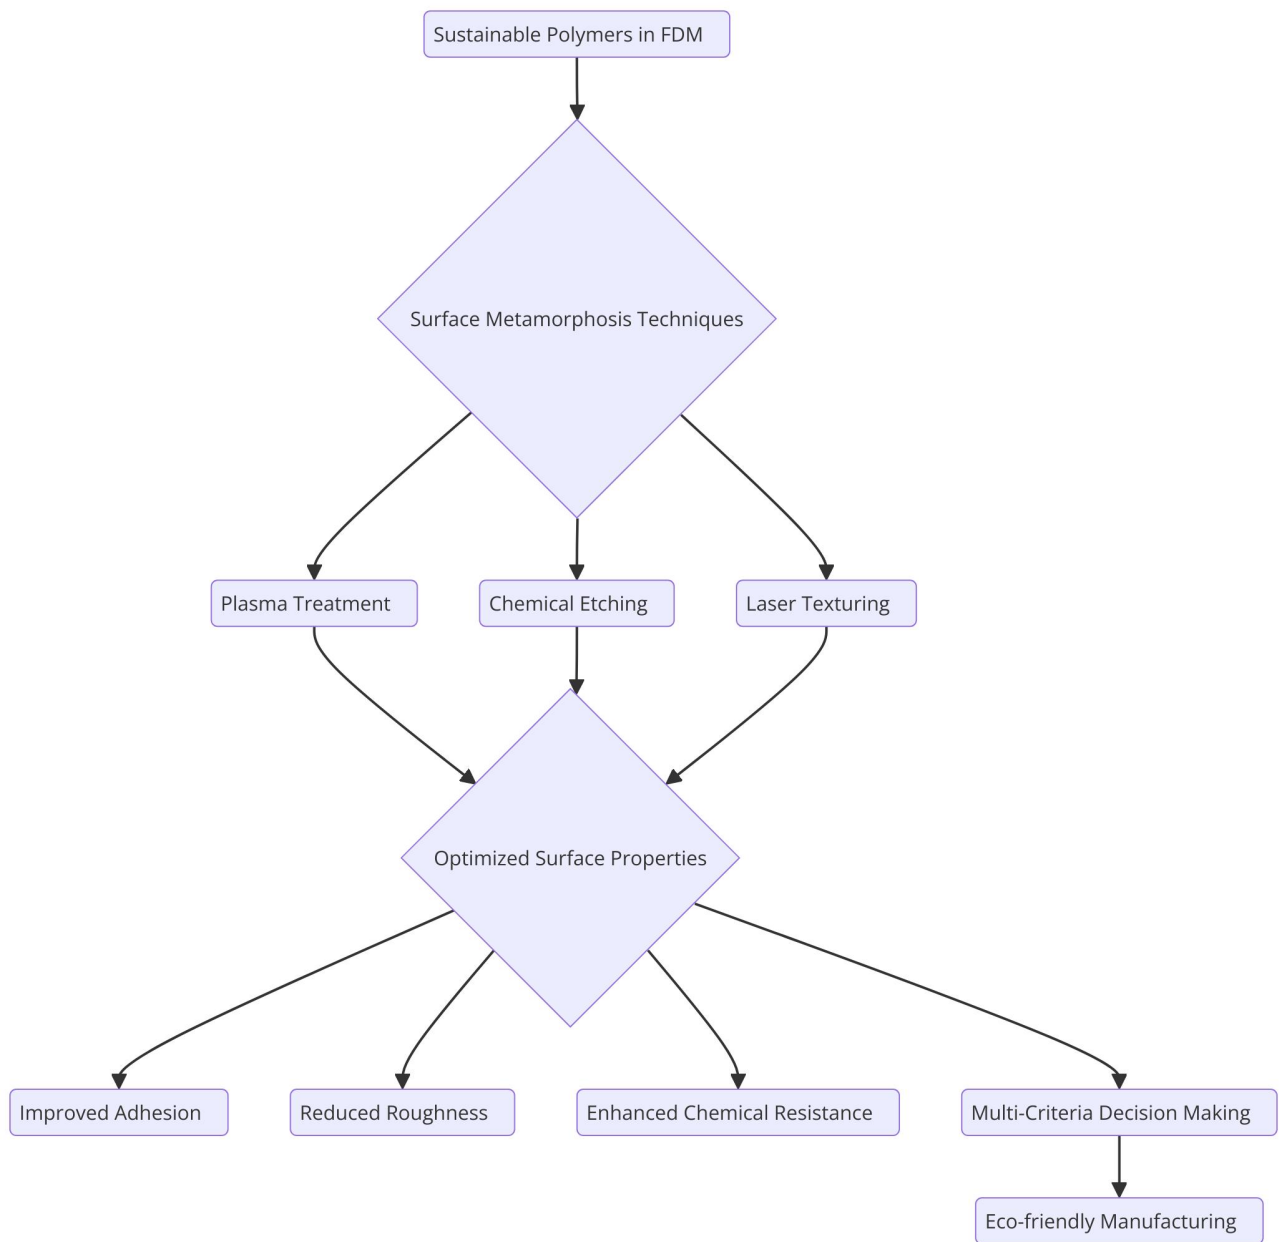 Sustainable Polymers in FDM
Surface Metamorphosis Techniques
Plasma Treatment
Chemical Etching
Laser Texturing
Optimized Surface Properties
Improved Adhesion
Reduced Roughness
Enhanced Chemical Resistance
Multi-Criteria Decision Making
Eco-friendly Manufacturing